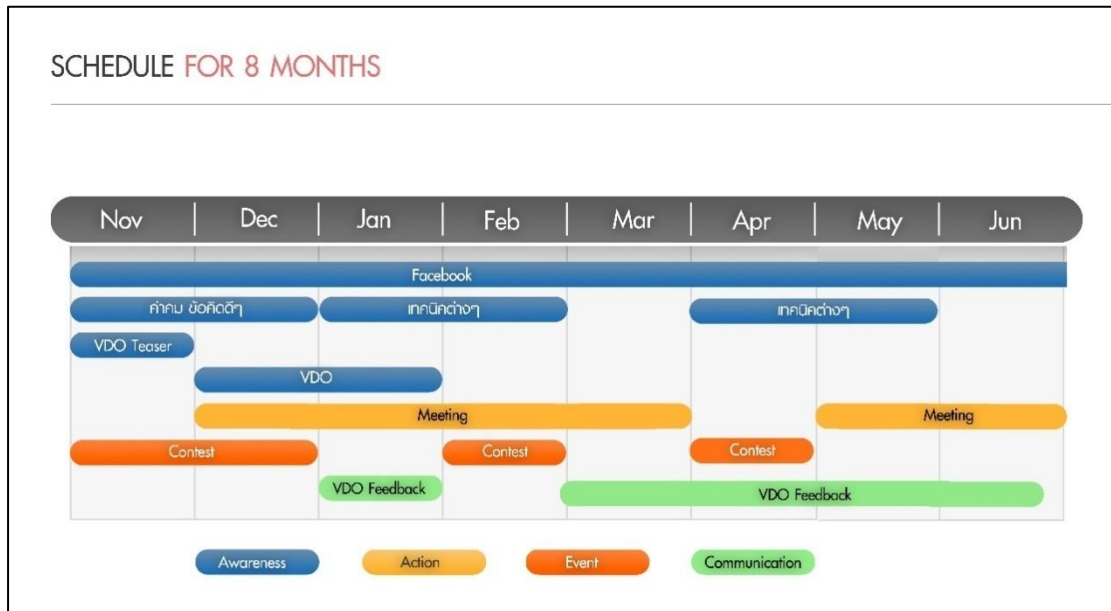 SCHEDULE FOR 8 MONTHS
Nov Dec Jan Feb Mar Apr May Jun
Facebook
คำคม ข้อคิดดีๆ เทคนิคต่างๆ เทคนิคต่างๆ
VDO Teaser
VDO
Meeting Meeting
Contest Contest Contest
VDO Feedback VDO Feedback
Awareness Action Event Communication